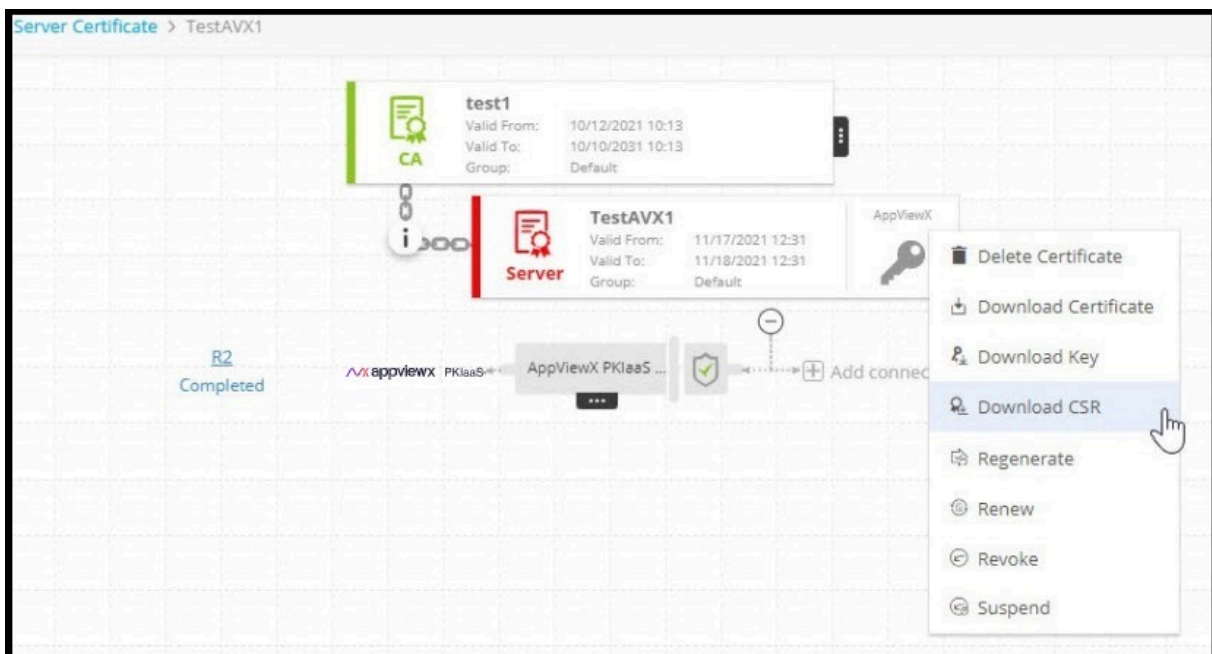 Server Certificate > TestAVX1
test1
Valid From: 10/12/2021 10:13
Valid To: 10/10/2031 10:13
Group: Default
CA
TestAVX1
Valid From: 11/17/2021 12:31
Valid To: 11/18/2021 12:31
Group: Default
Server
AppViewX
R2
Completed
appviewx PKIaaS
AppViewX PKIaaS ...
Add connec
Delete Certificate
Download Certificate
Download Key
Download CSR
Regenerate
Renew
Revoke
Suspend